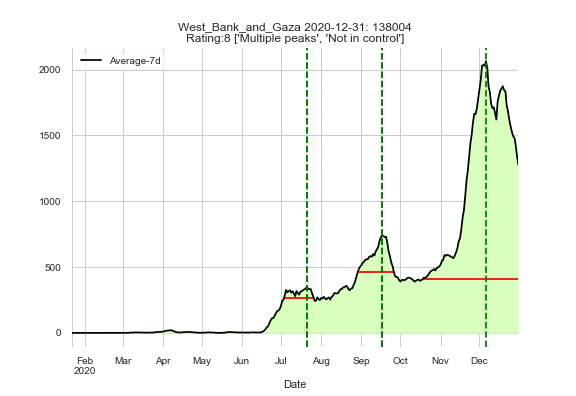 West_Bank_and_Gaza 2020-12-31: 138004
Rating:8 ['Multiple peaks', 'Not in control']
Average-7d
2000
1500
1000
500
0
Feb Mar Apr May Jun Jul Aug Sep Oct Nov Dec
2020
Date